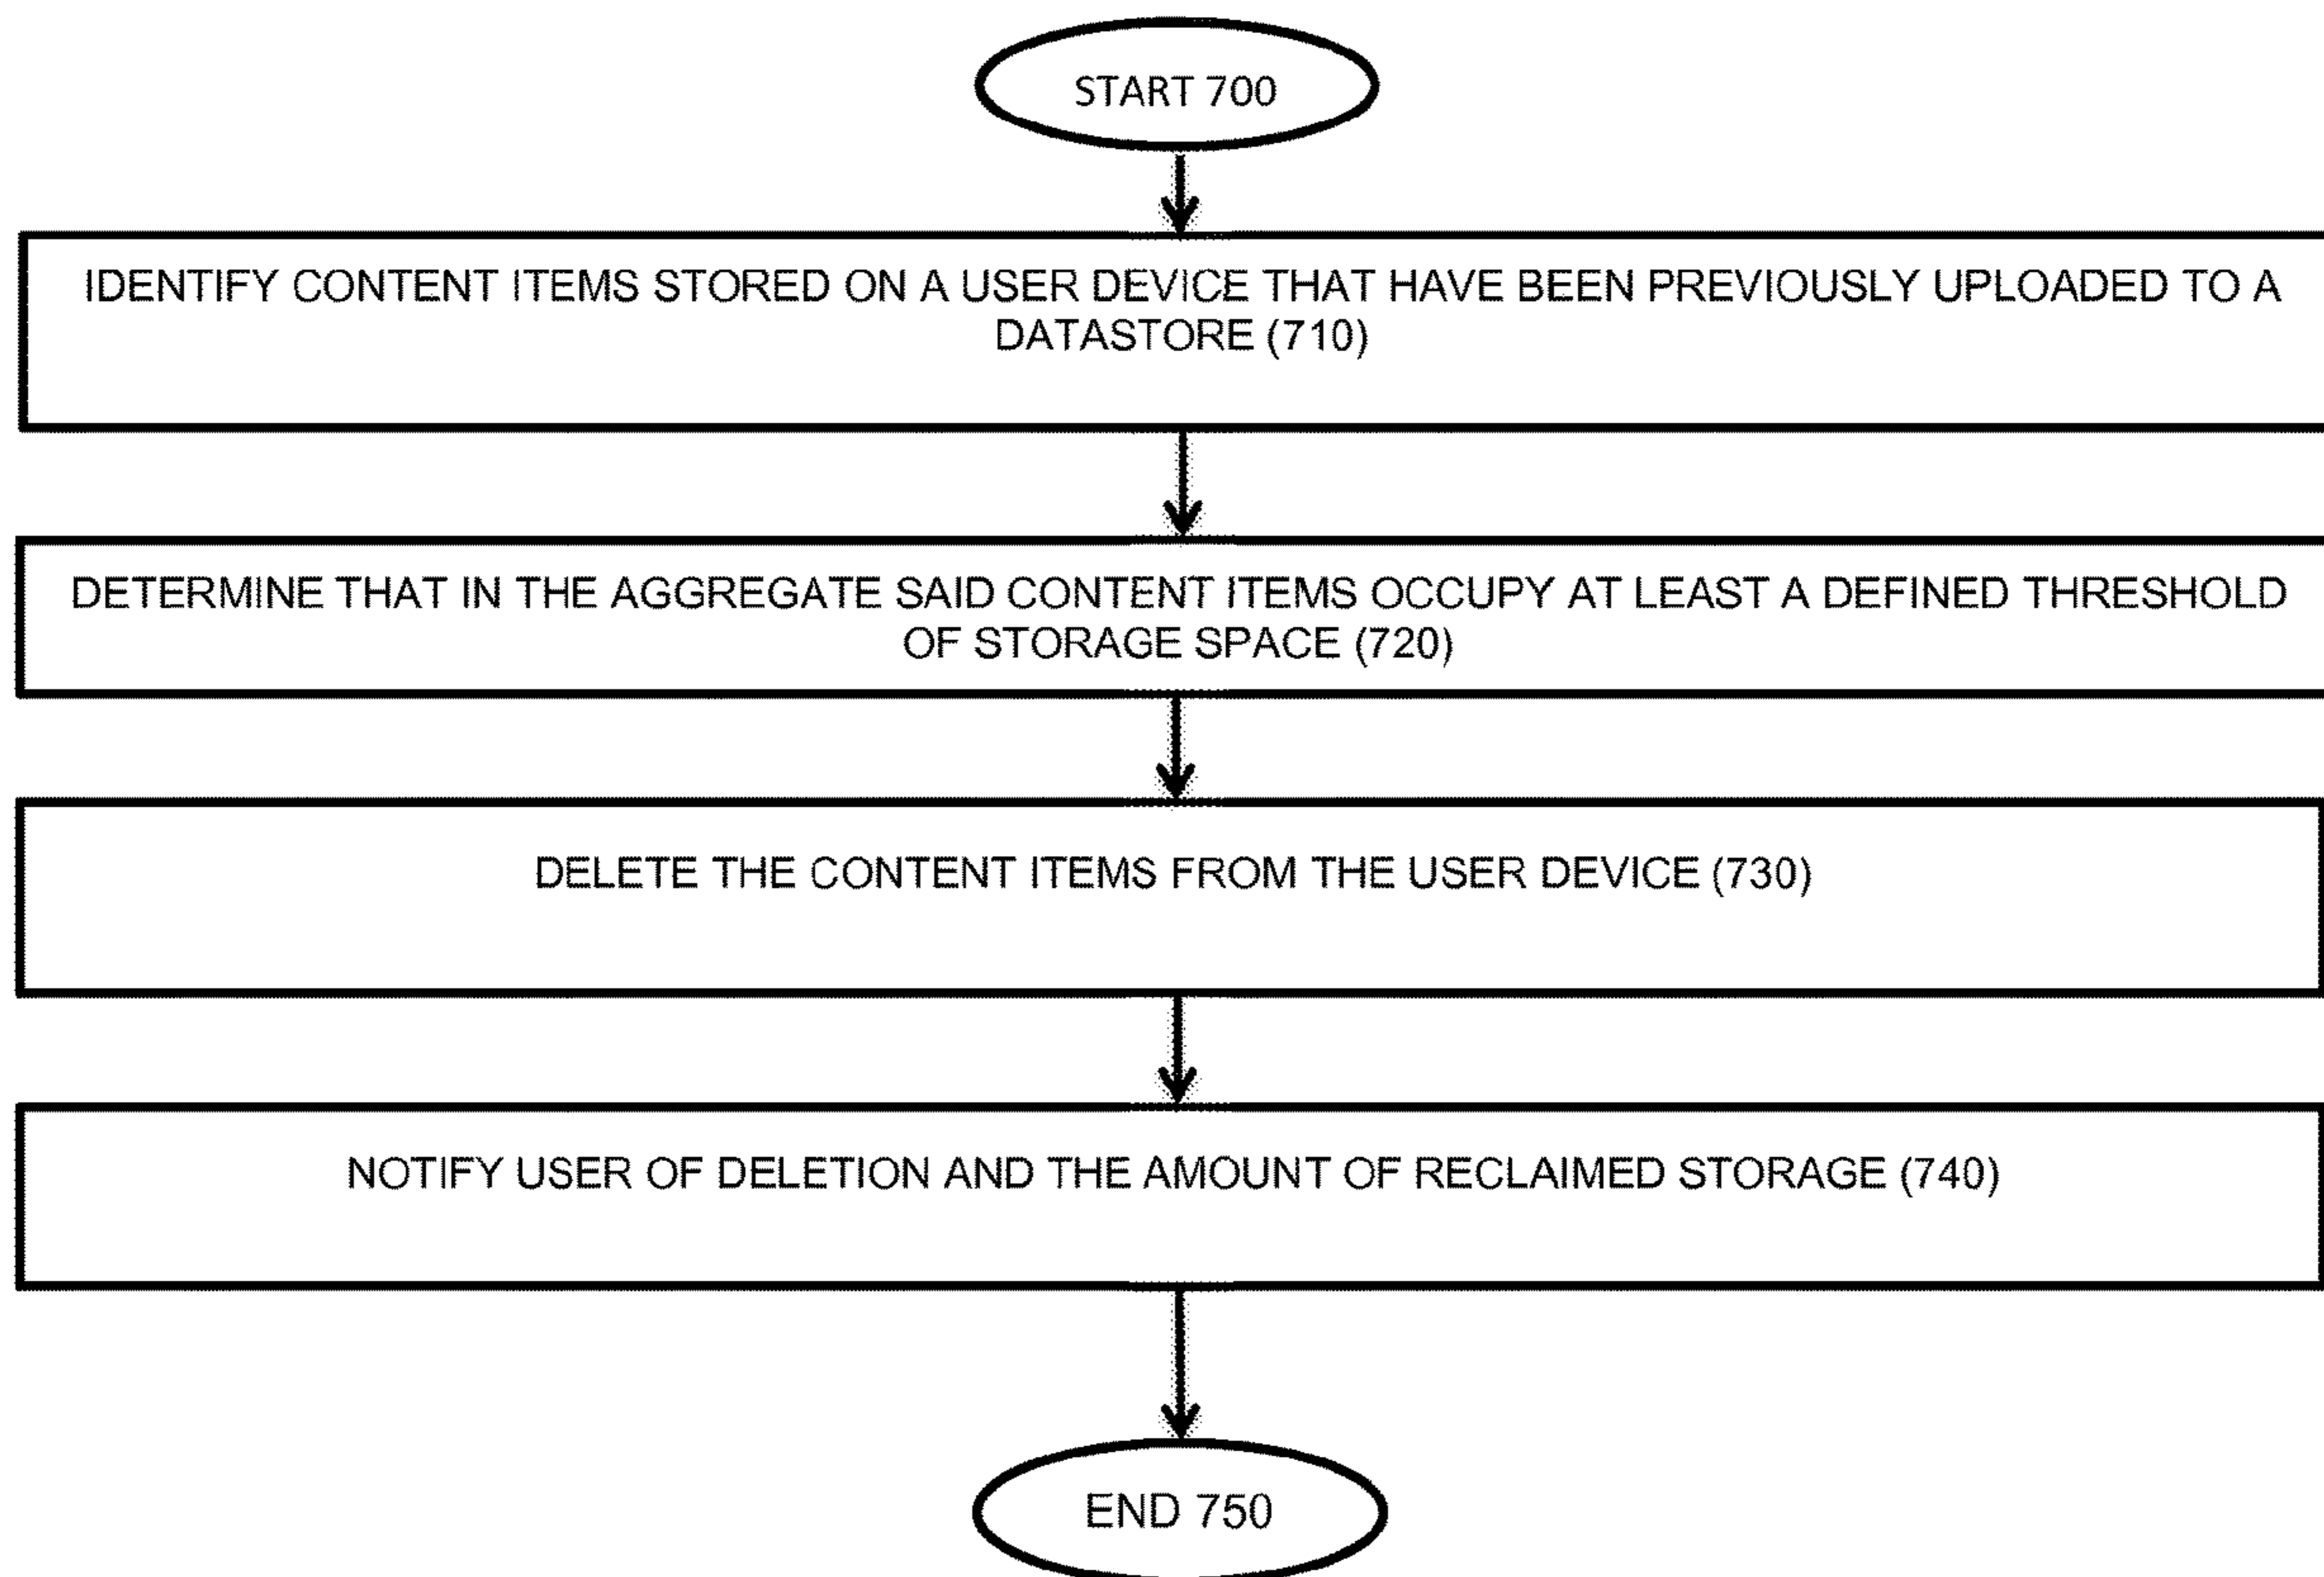 START 700
IDENTIFY CONTENT ITEMS STORED ON A USER DEVICE THAT HAVE BEEN PREVIOUSLY UPLOADED TO A
DATASTORE (710)
DETERMINE THAT IN THE AGGREGATE SAID CONTENT ITEMS OCCUPY AT LEAST A DEFINED THRESHOLD
OF STORAGE SPACE (720)
DELETE THE CONTENT ITEMS FROM THE USER DEVICE (730)
NOTIFY USER OF DELETION AND THE AMOUNT OF RECLAIMED STORAGE (740)
END 750